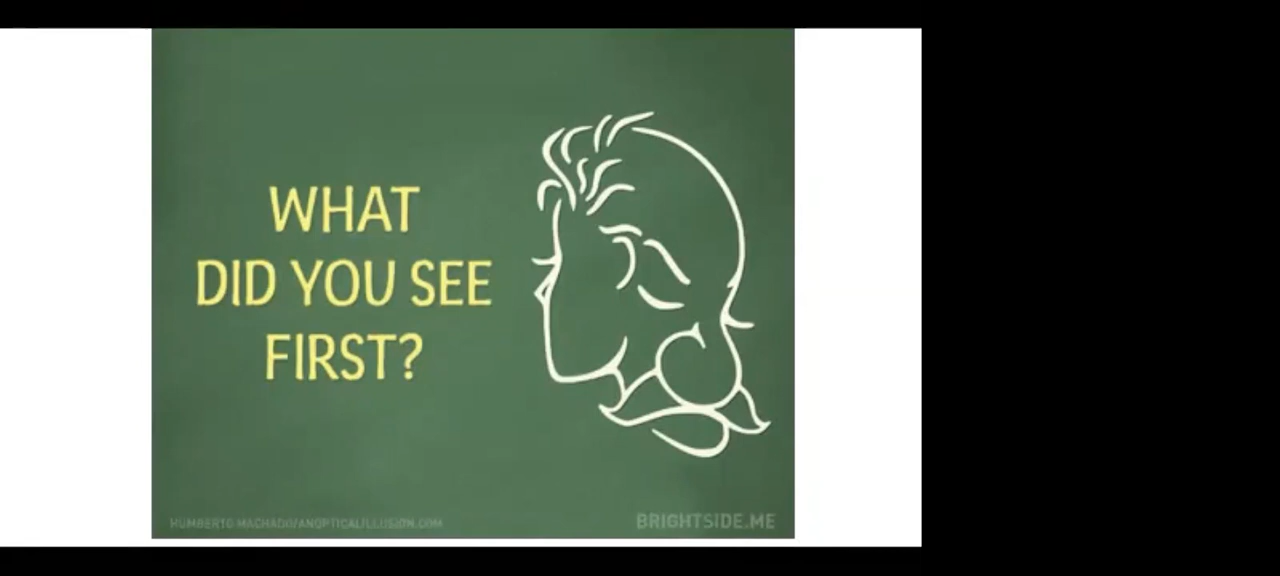 WHAT
DID YOU SEE
FIRST?
HUMBERTO MACHADO/ANOPTICALILLUSION.COM
BRIGHTSIDE.ME